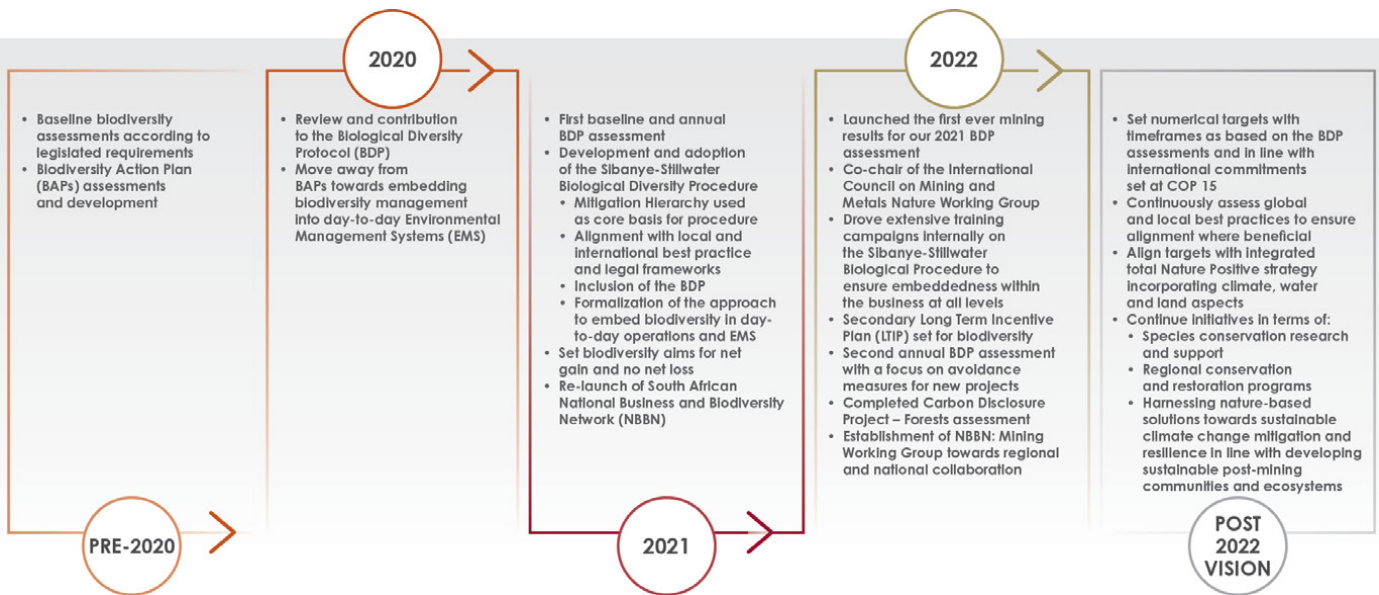 PRE-2020
• Baseline biodiversity
assessments according to
legislated requirements
• Biodiversity Action Plan
(BAPs) assessments
and development
2020
• Review and contribution
to the Biological Diversity
Protocol (BDP)
• Move away from
BAPs towards embedding
biodiversity management
into day-to-day Environmental
Management Systems (EMS)
2021
• First baseline and annual
BDP assessment
• Development and adoption
of the Sibanye-Stillwater
Biological Diversity Procedure
• Mitigation Hierarchy used
as core basis for procedure
• Alignment with local and
international best practice
and legal frameworks
• Inclusion of the BDP
• Formalization of the approach
to embed biodiversity in day-
to-day operations and EMS
• Set biodiversity aims for net
gain and no net loss
• Re-launch of South African
National Business and Biodiversity
Network (NBBN)
2022
• Launched the first ever mining
results for our 2021 BDP
assessment
• Co-chair of the International
Council on Mining and
Metals Nature Working Group
• Drove extensive training
campaigns internally on
the Sibanye-Stillwater
Biological Procedure to
ensure embeddedness within
the business at all levels
• Secondary Long Term Incentive
Plan (LTIP) set for biodiversity
• Second annual BDP assessment
with a focus on avoidance
measures for new projects
• Completed Carbon Disclosure
Project – Forests assessment
• Establishment of NBBN: Mining
Working Group towards regional
and national collaboration
POST
2022
VISION
• Set numerical targets with
timeframes as based on the BDP
assessments and in line with
international commitments
set at COP 15
• Continuously assess global
and local best practices to ensure
alignment where beneficial
• Align targets with integrated
total Nature Positive strategy
incorporating climate, water
and land aspects
• Continue initiatives in terms of:
• Species conservation research
and support
• Regional conservation
and restoration programs
• Harnessing nature-based
solutions towards sustainable
climate change mitigation and
resilience in line with developing
sustainable post-mining
communities and ecosystems